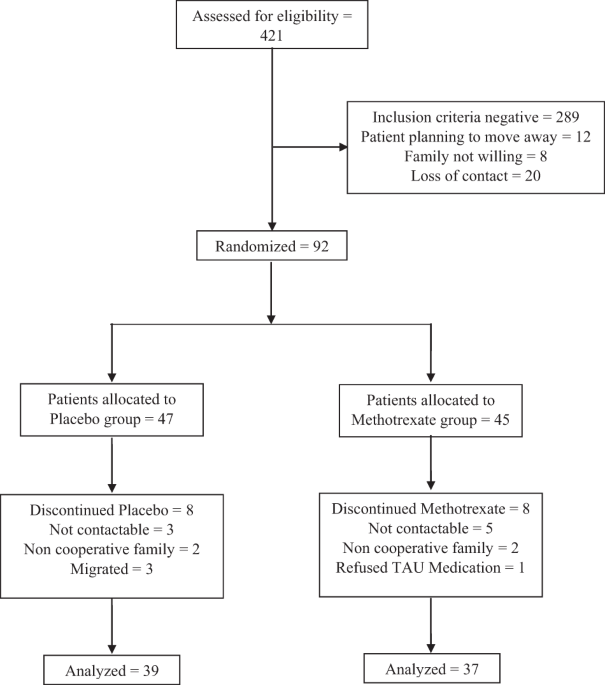 Assessed for eligibility =
421
Inclusion criteria negative = 289
Patient planning to move away = 12
Family not willing = 8
Loss of contact = 20
Randomized = 92
Patients allocated to
Placebo group = 47
Patients allocated to
Methotrexate group = 45
Discontinued Placebo = 8
Not contactable = 3
Non cooperative family = 2
Migrated = 3
Discontinued Methotrexate = 8
Not contactable = 5
Non cooperative family = 2
Refused TAU Medication = 1
Analyzed = 39
Analyzed = 37